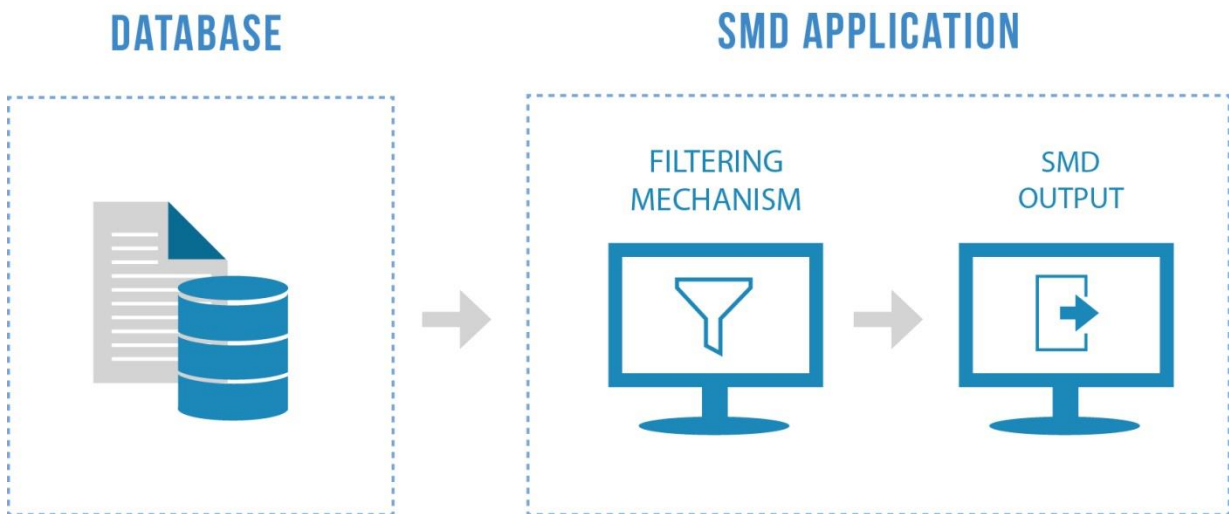 DATABASE
SMD APPLICATION
FILTERING
MECHANISM
SMD
OUTPUT